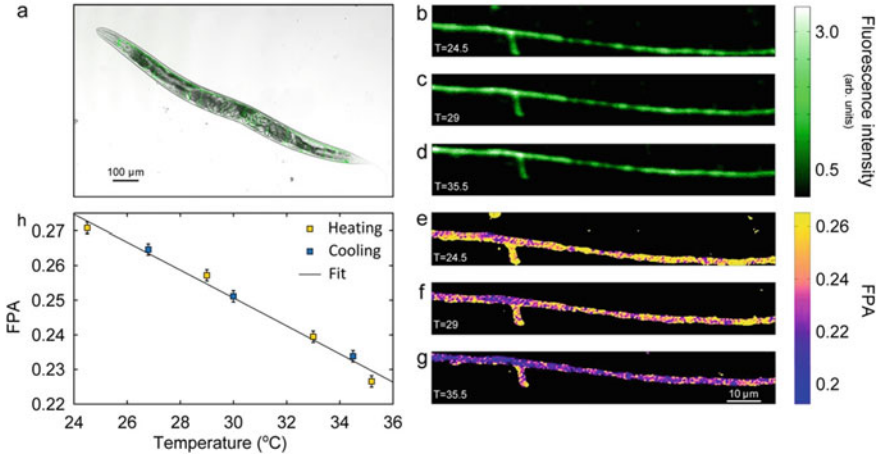 a
100 µm
b
T=24.5
c
T=29
d
T=35.5
3.0
0.5
Fluorescence intensity
(arb. units)
h
0.27
0.26
0.25
0.24
0.23
0.22
FPA
24 26 28 30 32 34 36
Temperature (ºC)
Heating
Cooling
Fit
e
T=24.5
f
T=29
g
T=35.5
10 µm
0.26
0.24
0.22
0.2
FPA